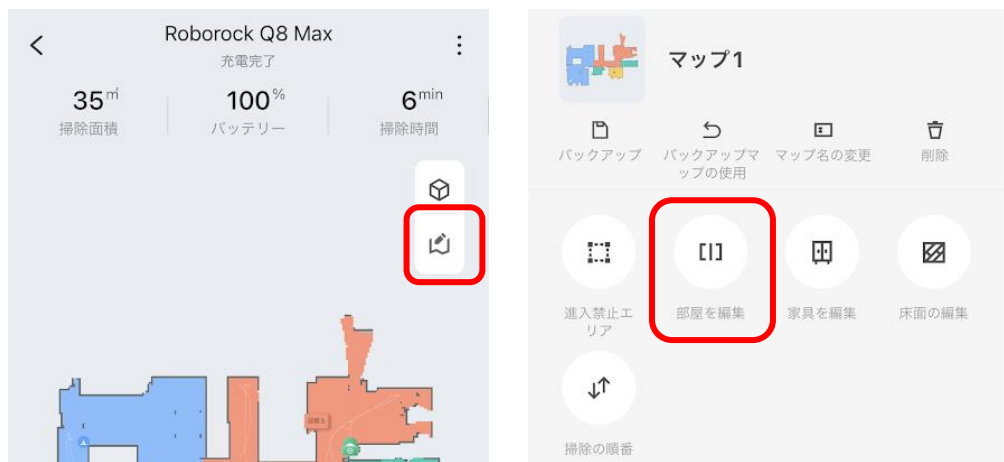 Roborock Q8 Max
充電完了
35㎡ 100% 6min
掃除面積 バッテリー 掃除時間
マップ1
バックアップ バックアップマ マップ名の変更 削除
ップの使用
進入禁止エ 部屋を編集 家具を編集 床面の編集
リア
掃除の順番